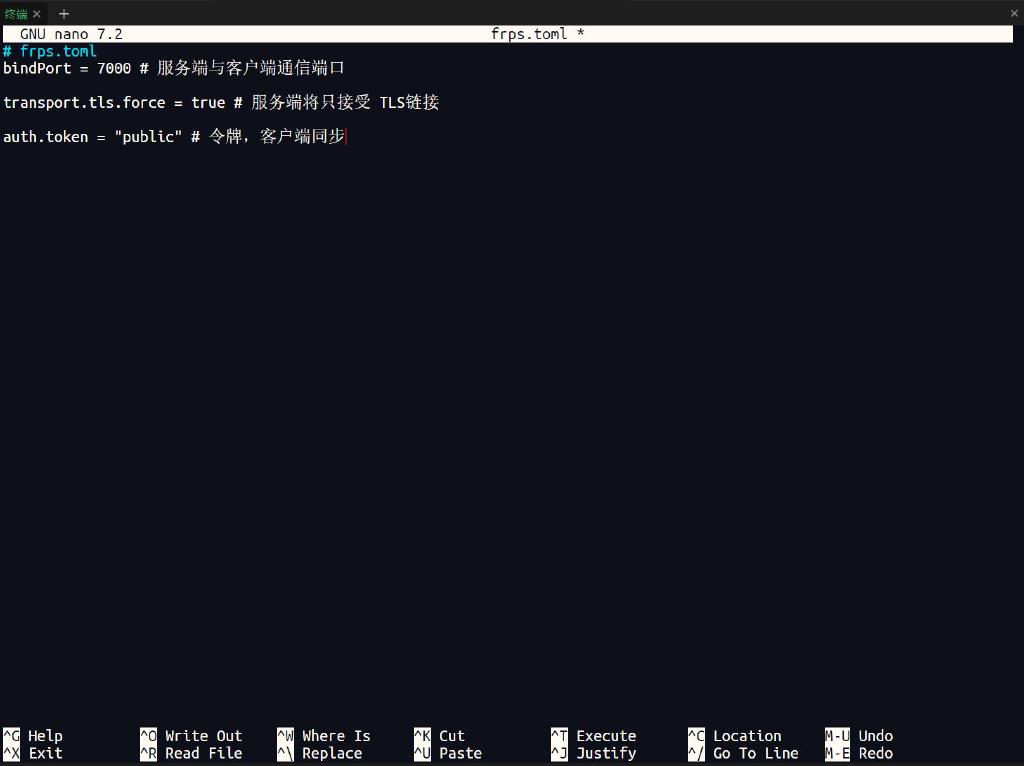 终端 × +
×
GNU nano 7.2 frps.toml *
# frps.toml
bindPort = 7000 # 服务端与客户端通信端口
transport.tls.force = true # 服务端将只接受 TLS链接
auth.token = "public" # 令牌，客户端同步
^G Help ^O Write Out ^W Where Is ^K Cut ^T Execute ^C Location M-U Undo
^X Exit ^R Read File ^\ Replace ^U Paste ^J Justify ^/ Go To Line M-E Redo